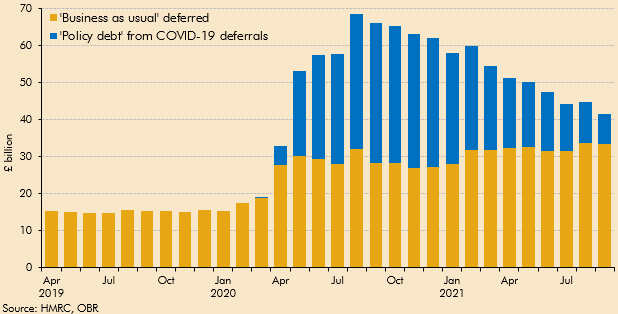 'Business as usual' deferred
'Policy debt' from COVID-19 deferrals
70
60
50
40
30
20
10
0
£ billion
Apr Jul Oct Jan Apr Jul Oct Jan Apr Jul
2019 2020 2021
Source: HMRC, OBR